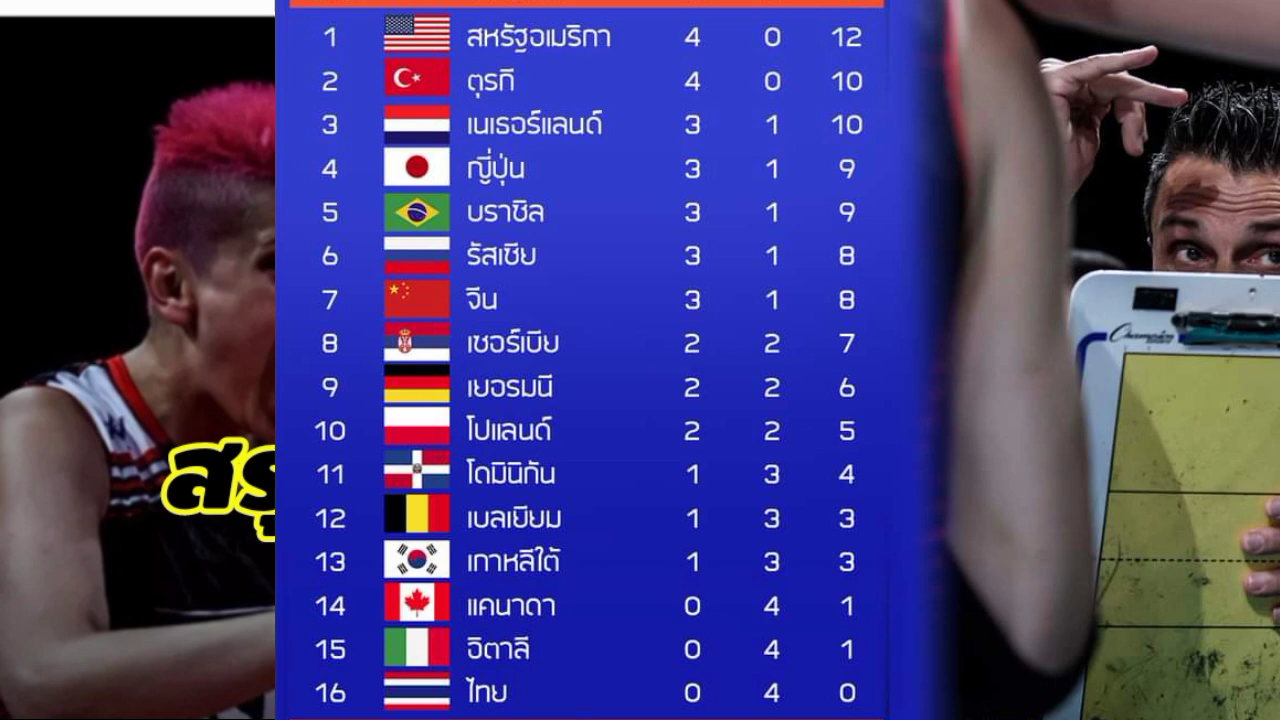 1 สหรัฐอเมริกา 4 0 12
2 ตุรกี 4 0 10
3 เนเธอร์แลนด์ 3 1 10
4 ญี่ปุ่น 3 1 9
5 บราซิล 3 1 9
6 รัสเซีย 3 1 8
7 จีน 3 1 8
8 เซอร์เบีย 2 2 7
9 เยอรมนี 2 2 6
10 โปแลนด์ 2 2 5
11 โดมินิกัน 1 3 4
12 เบลเยียม 1 3 3
13 เกาหลีใต้ 1 3 3
14 แคนาดา 0 4 1
15 อิตาลี 0 4 1
16 ไทย 0 4 0
Champion